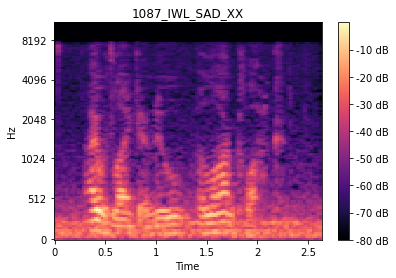 1087_IWL_SAD_XX
8192
4096
2048
1024
512
0
Hz
0
0.5
1
1.5
2
2.5
Time
-10 dB
-20 dB
-30 dB
-40 dB
-50 dB
-60 dB
-70 dB
-80 dB